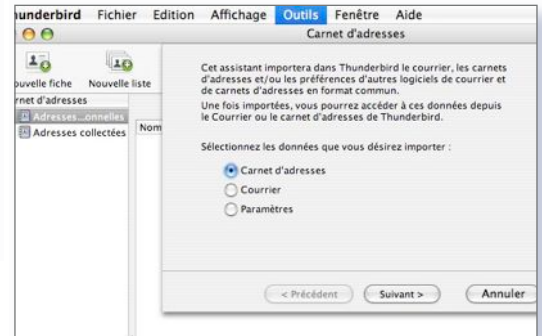 hunderbird Fichier Edition Affichage Outils Fenêtre Aide
Carnet d'adresses
ouvelle fiche Nouvelle liste
rnet d'adresses
Adresses...onnelles
Adresses collectées
Nom
Cet assistant importera dans Thunderbird le courrier, les carnets
d'adresses et/ou les préférences d'autres logiciels de courrier et
de carnets d'adresses en format commun.
Une fois importées, vous pourrez accéder à ces données depuis
le Courrier ou le carnet d'adresses de Thunderbird.
Sélectionnez les données que vous désirez importer :
Carnet d'adresses
Courrier
Paramètres
< Précédent Suivant > Annuler